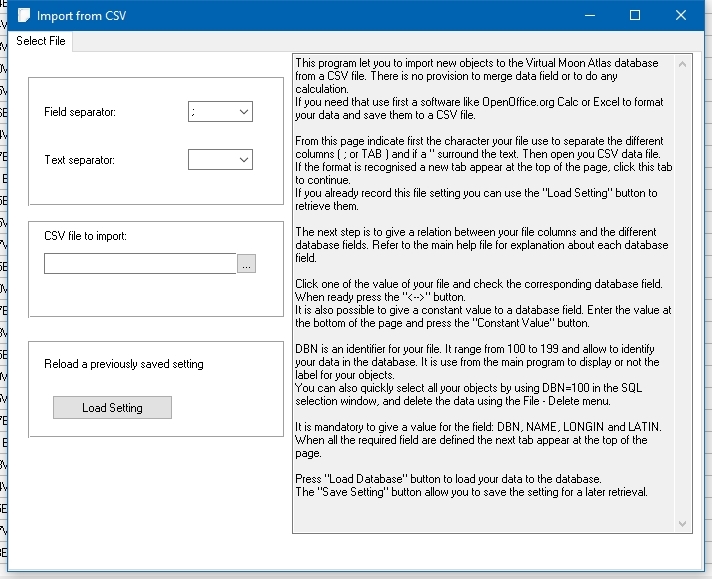 Import from CSV
Select File
Field separator:
;
Text separator:
CSV file to import:
...
Reload a previously saved setting
Load Setting
This program let you to import new objects to the Virtual Moon Atlas database
from a CSV file. There is no provision to merge data field or to do any
calculation.
If you need that use first a software like OpenOffice.org Calc or Excel to format
your data and save them to a CSV file.
From this page indicate first the character your file use to separate the different
columns ( ; or TAB ) and if a " surround the text. Then open you CSV data file.
If the format is recognised a new tab appear at the top of the page, click this tab
to continue.
If you already record this file setting you can use the "Load Setting" button to
retrieve them.
The next step is to give a relation between your file columns and the different
database fields. Refer to the main help file for explanation about each database
field.
Click one of the value of your file and check the corresponding database field.
When ready press the "<-->" button.
It is also possible to give a constant value to a database field. Enter the value at
the bottom of the page and press the "Constant Value" button.
DBN is an identifier for your file. It range from 100 to 199 and allow to identify
your data in the database. It is use from the main program to display or not the
label for your objects.
You can also quickly select all your objects by using DBN=100 in the SQL
selection window, and delete the data using the File - Delete menu.
It is mandatory to give a value for the field: DBN, NAME, LONGIN and LATIN.
When all the required field are defined the next tab appear at the top of the
page.
Press "Load Database" button to load your data to the database.
The "Save Setting" button allow you to save the setting for a later retrieval.